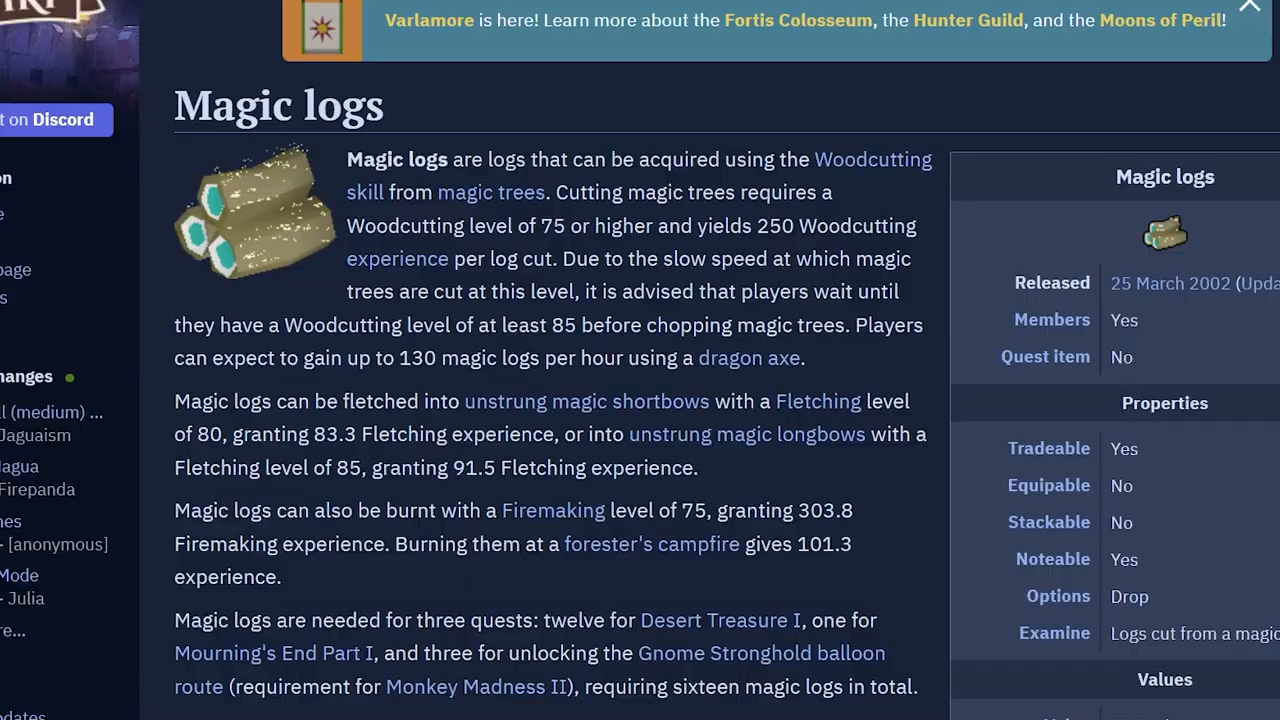 Varlamore is here! Learn more about the Fortis Colosseum, the Hunter Guild, and the Moons of Peril!
t on Discord
on
e
page
s
hanges
ll (medium) ...
Jaguaism
Jagua
Firepanda
nes
- [anonymous]
Mode
- Julia
re...
pdates
Magic logs
Magic logs are logs that can be acquired using the Woodcutting
skill from magic trees. Cutting magic trees requires a
Woodcutting level of 75 or higher and yields 250 Woodcutting
experience per log cut. Due to the slow speed at which magic
trees are cut at this level, it is advised that players wait until
they have a Woodcutting level of at least 85 before chopping magic trees. Players
can expect to gain up to 130 magic logs per hour using a dragon axe.
Magic logs can be fletched into unstrung magic shortbows with a Fletching level
of 80, granting 83.3 Fletching experience, or into unstrung magic longbows with a
Fletching level of 85, granting 91.5 Fletching experience.
Magic logs can also be burnt with a Firemaking level of 75, granting 303.8
Firemaking experience. Burning them at a forester's campfire gives 101.3
experience.
Magic logs are needed for three quests: twelve for Desert Treasure I, one for
Mourning's End Part I, and three for unlocking the Gnome Stronghold balloon
route (requirement for Monkey Madness II), requiring sixteen magic logs in total.
Magic logs
Released 25 March 2002 (Upda
Members Yes
Quest item No
Properties
Tradeable Yes
Equipable No
Stackable No
Noteable Yes
Options Drop
Examine Logs cut from a magic
Values